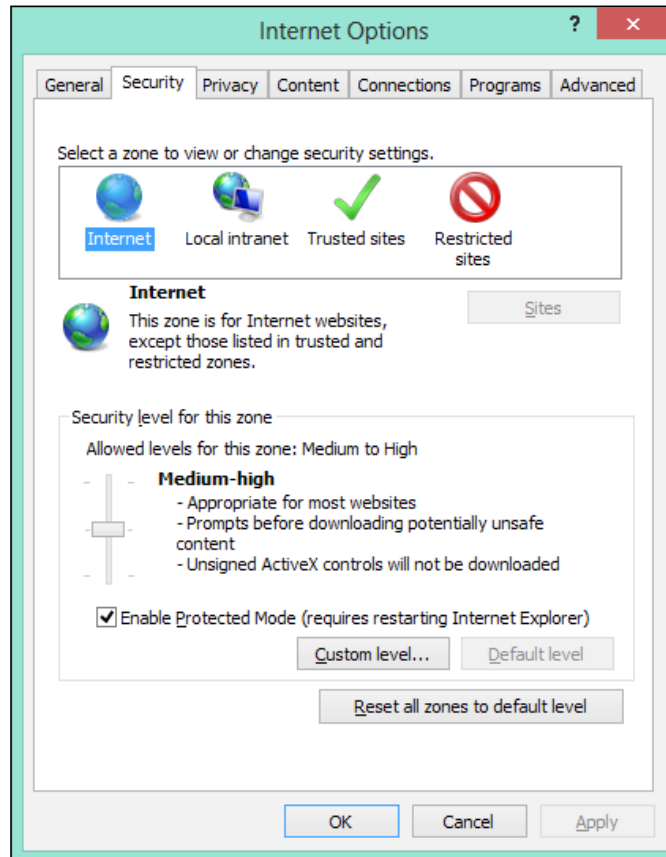 Internet Options
?
×
General Security Privacy Content Connections Programs Advanced
Select a zone to view or change security settings.
Internet Local intranet Trusted sites Restricted
sites
Internet
Sites
This zone is for Internet websites,
except those listed in trusted and
restricted zones.
Security level for this zone
Allowed levels for this zone: Medium to High
Medium-high
- Appropriate for most websites
- Prompts before downloading potentially unsafe
content
- Unsigned ActiveX controls will not be downloaded
Enable Protected Mode (requires restarting Internet Explorer)
Custom level... Default level
Reset all zones to default level
OK Cancel Apply